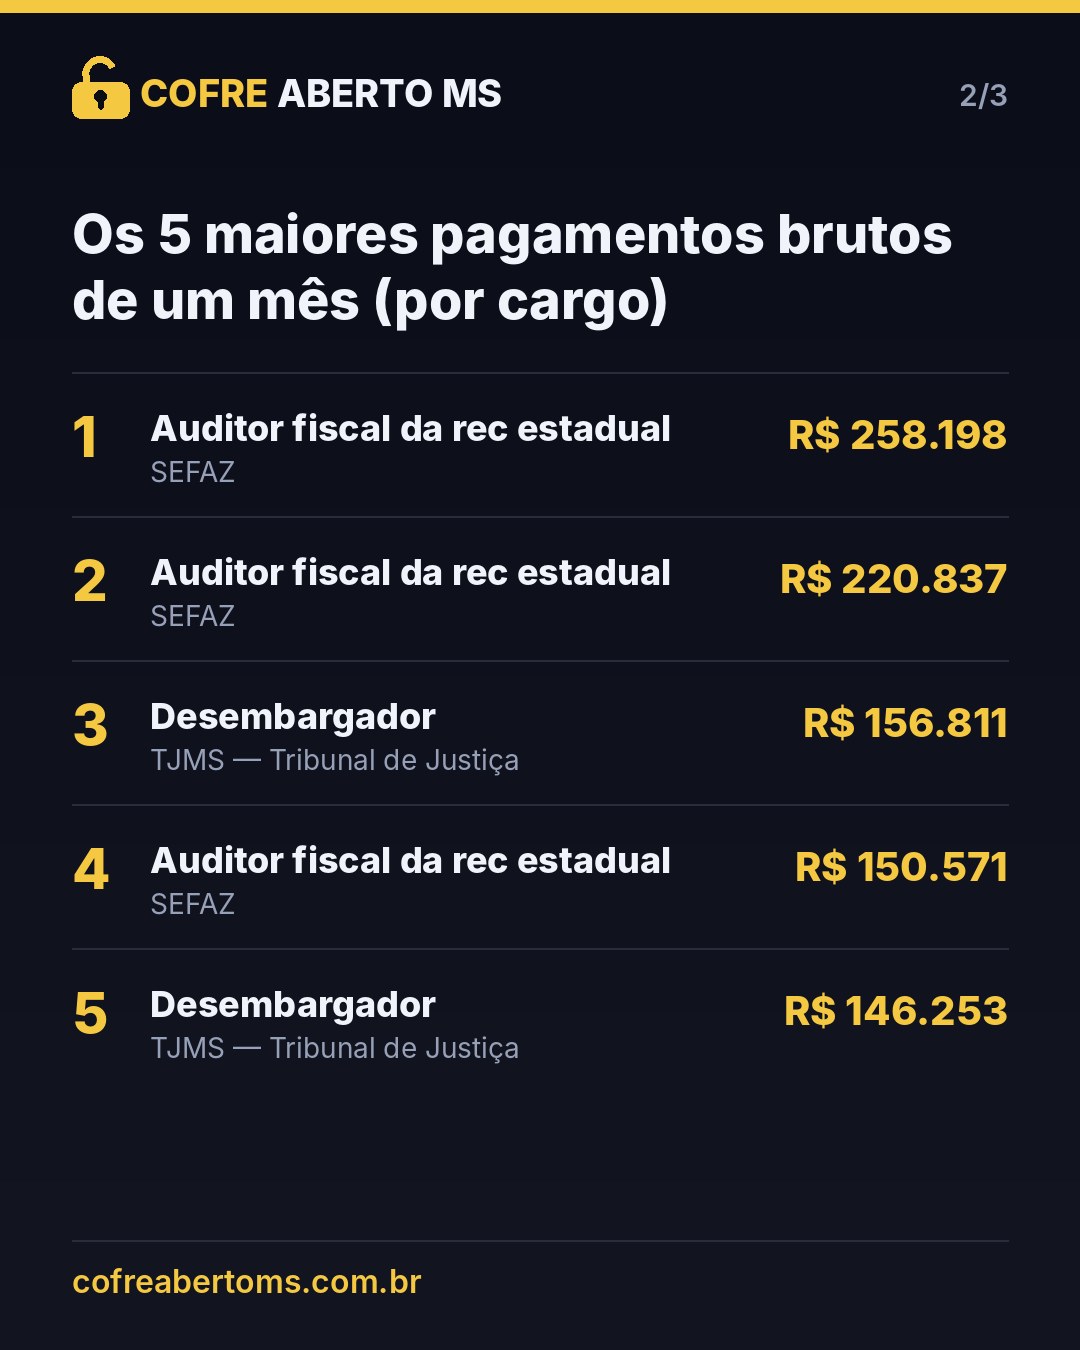 COFRE ABERTO MS
2/3
Os 5 maiores pagamentos brutos
de um mês (por cargo)
1
Auditor fiscal da rec estadual
R$ 258.198
SEFAZ
2
Auditor fiscal da rec estadual
R$ 220.837
SEFAZ
3
Desembargador
R$ 156.811
TJMS — Tribunal de Justiça
4
Auditor fiscal da rec estadual
R$ 150.571
SEFAZ
5
Desembargador
R$ 146.253
TJMS — Tribunal de Justiça
cofreabertoms.com.br